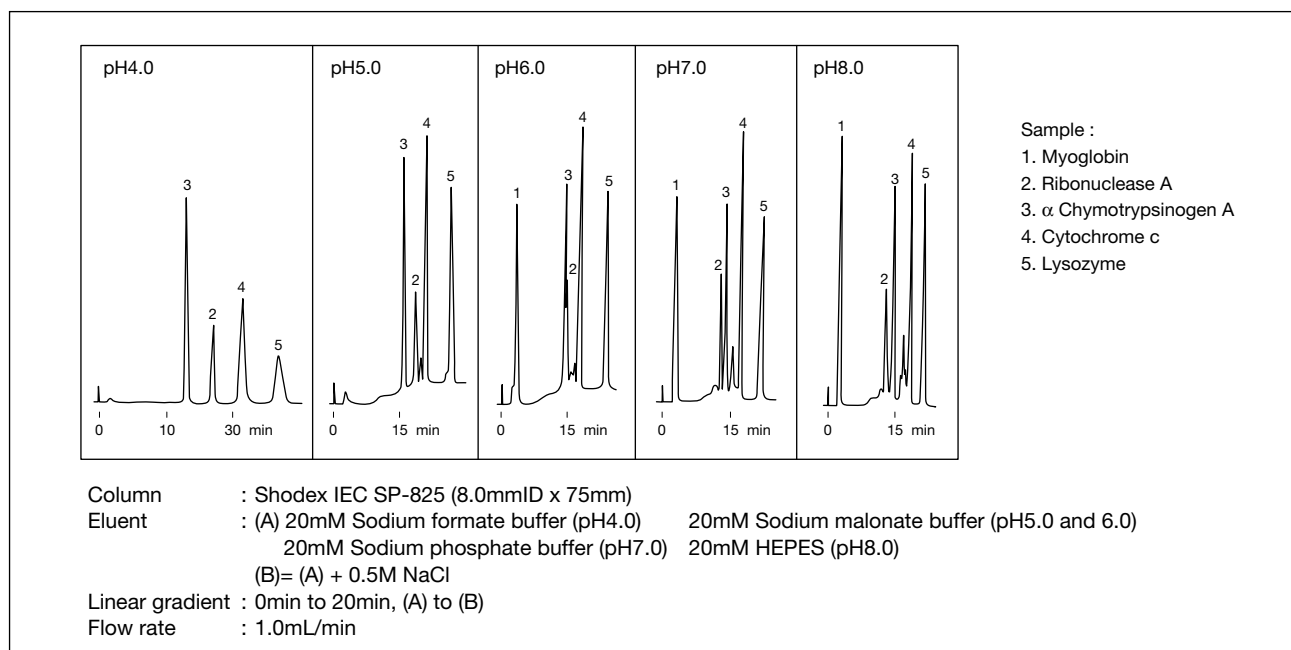 pH4.0
3
2
4
5
0 10 30 min
pH5.0
3
2
4
5
0 15 min
pH6.0
1
3
2
4
5
0 15 min
pH7.0
1
2
3
4
5
0 15 min
pH8.0
1
2
3
4
5
0 15 min
Sample :
1. Myoglobin
2. Ribonuclease A
3. α Chymotrypsinogen A
4. Cytochrome c
5. Lysozyme
Column : Shodex IEC SP-825 (8.0mmID x 75mm)
Eluent : (A) 20mM Sodium formate buffer (pH4.0) 20mM Sodium malonate buffer (pH5.0 and 6.0)
20mM Sodium phosphate buffer (pH7.0) 20mM HEPES (pH8.0)
(B)= (A) + 0.5M NaCl
Linear gradient : 0min to 20min, (A) to (B)
Flow rate : 1.0mL/min